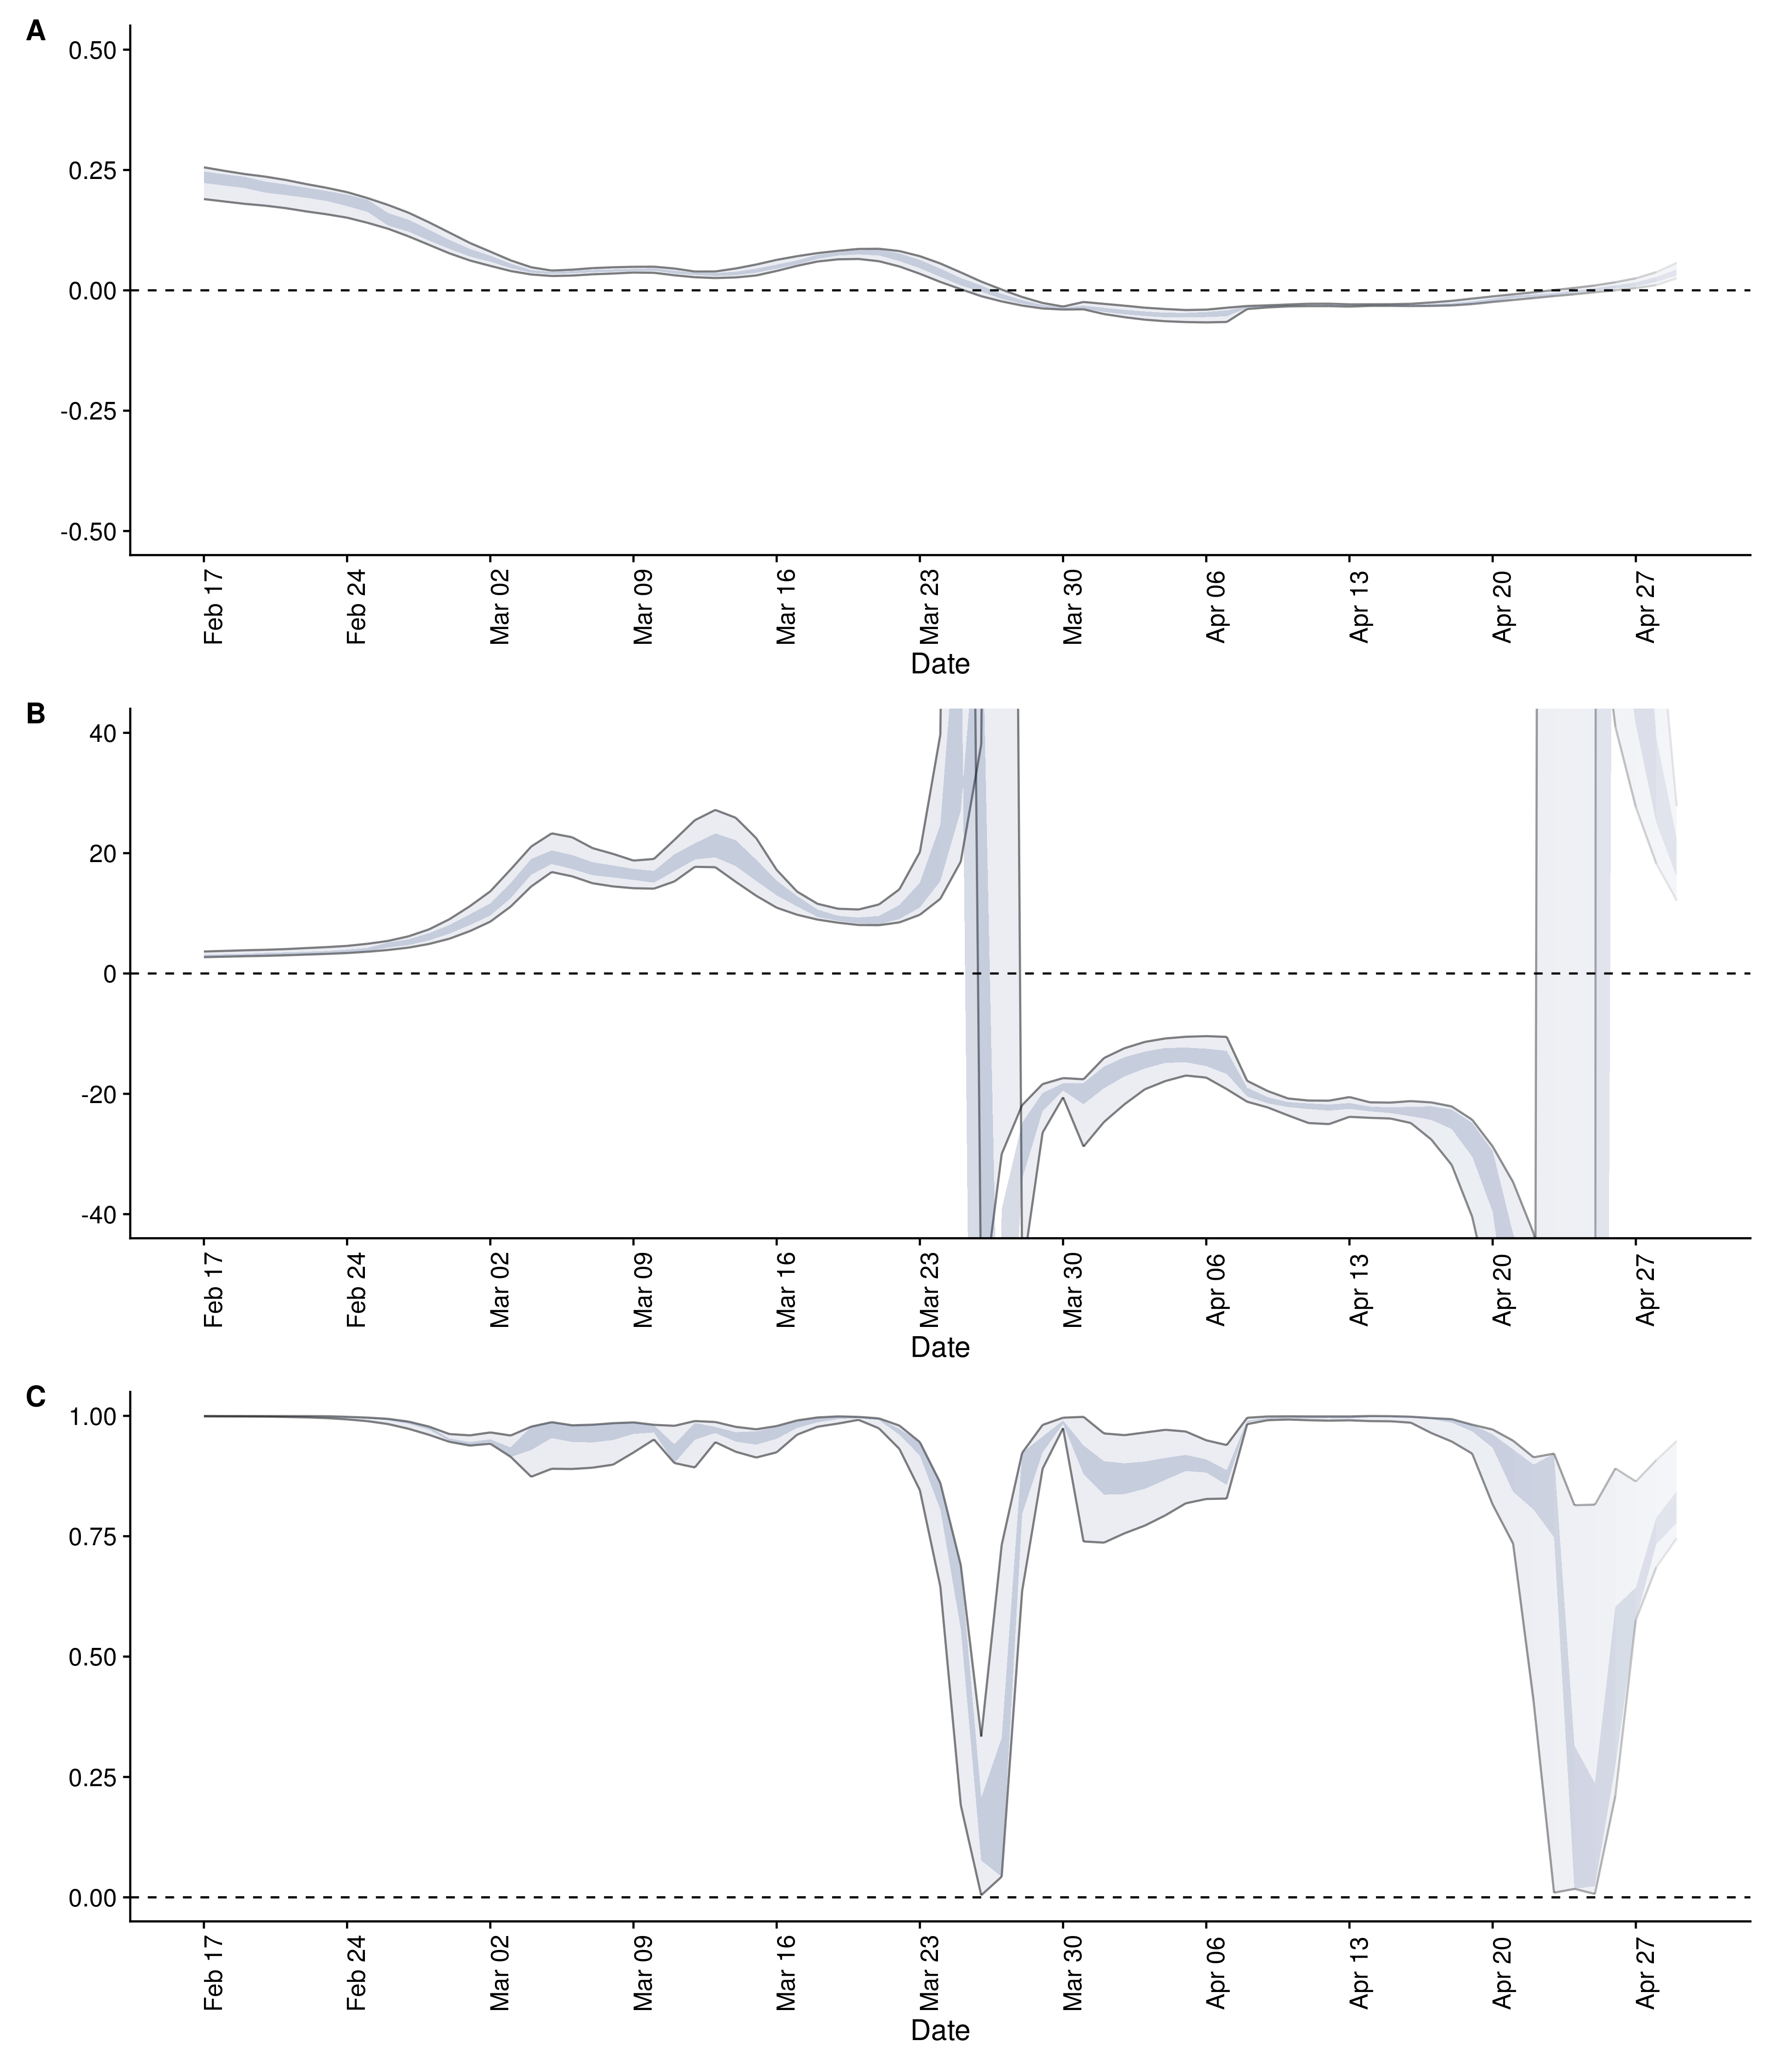 A
0.50
0.25
0.00
-0.25
-0.50
Feb 17
Feb 24
Mar 02
Mar 09
Mar 16
Mar 23
Mar 30
Apr 06
Apr 13
Apr 20
Apr 27
Date
B
40
20
0
-20
-40
Feb 17
Feb 24
Mar 02
Mar 09
Mar 16
Mar 23
Mar 30
Apr 06
Apr 13
Apr 20
Apr 27
Date
C
1.00
0.75
0.50
0.25
0.00
Feb 17
Feb 24
Mar 02
Mar 09
Mar 16
Mar 23
Mar 30
Apr 06
Apr 13
Apr 20
Apr 27
Date